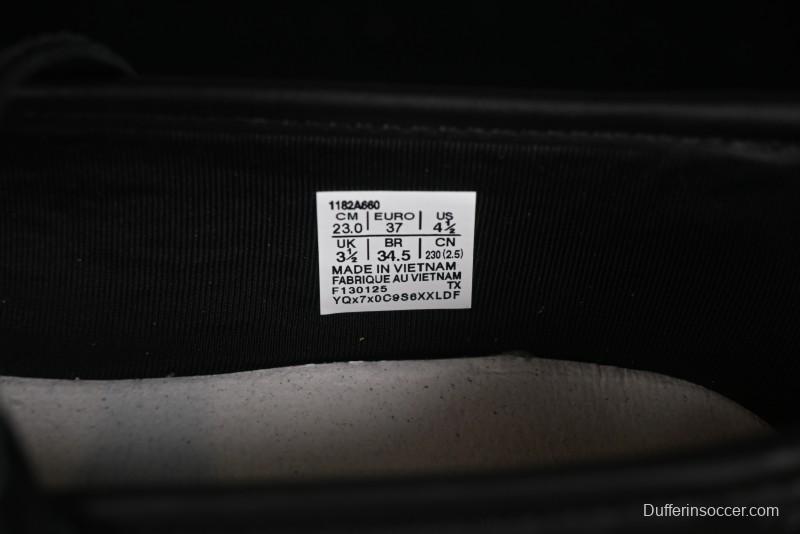 1182A660
CM | EURO | US
23.0 | 37 | 4½
UK | BR | CN
3½ | 34.5 | 230 (2.5)
MADE IN VIETNAM
FABRIQUE AU VIETNAM
F130125 TX
YQx7x0C9S6XXLDF
Dufferinsoccer.com